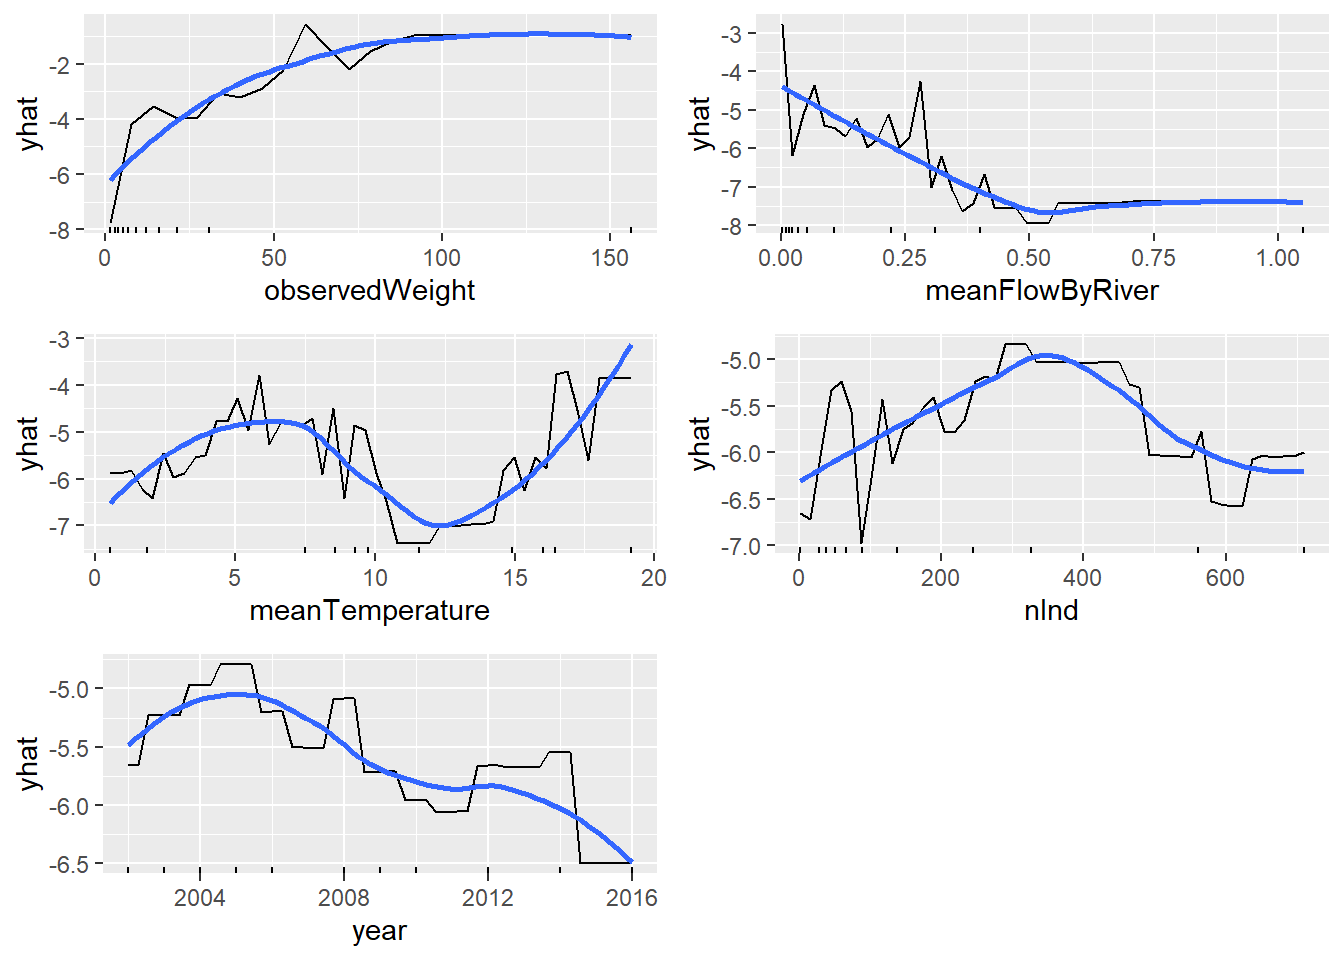 yhat
-2
-4
-6
-8
0 50 100 150
observedWeight
yhat
-3
-4
-5
-6
-7
-8
0.00 0.25 0.50 0.75 1.00
meanFlowByRiver
yhat
-3
-4
-5
-6
-7
0 5 10 15 20
meanTemperature
yhat
-5.0
-5.5
-6.0
-6.5
-7.0
0 200 400 600
nInd
yhat
-5.0
-5.5
-6.0
-6.5
2004 2008 2012 2016
year